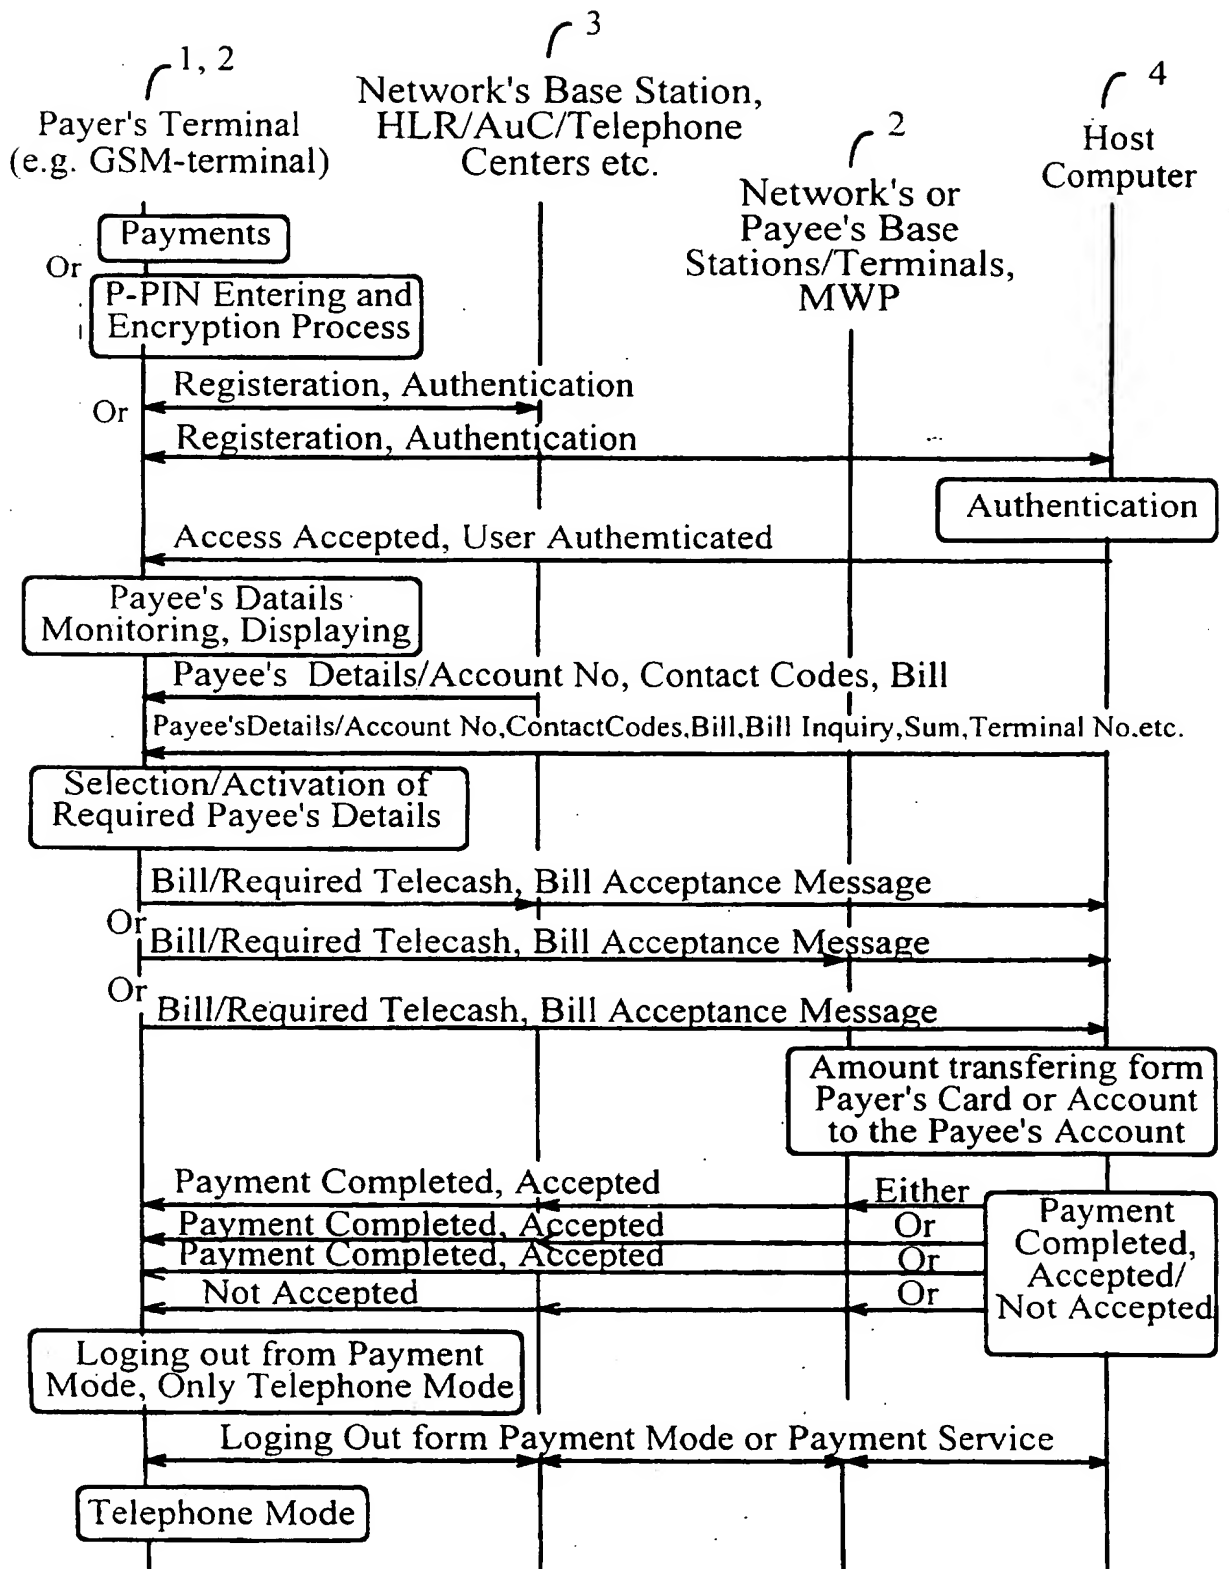 1, 2
3
2
4
Payer's Terminal
(e.g. GSM-terminal)
Network's Base Station,
HLR/AuC/Telephone
Centers etc.
Network's or
Payee's Base
Stations/Terminals,
MWP
Host
Computer
Payments
Or
P-PIN Entering and
Encryption Process
Registeration, Authentication
Or
Registeration, Authentication
Authentication
Access Accepted, User Authemticated
Payee's Datails
Monitoring, Displaying
Payee's Details/Account No, Contact Codes, Bill
Payee'sDetails/Account No,ContactCodes,Bill,Bill Inquiry,Sum,Terminal No.etc.
Selection/Activation of
Required Payee's Details
Bill/Required Telecash, Bill Acceptance Message
Or
Bill/Required Telecash, Bill Acceptance Message
Or
Bill/Required Telecash, Bill Acceptance Message
Amount transfering form
Payer's Card or Account
to the Payee's Account
Payment Completed, Accepted
Either
Payment Completed, Accepted
Or
Payment Completed, Accepted
Or
Not Accepted
Or
Payment
Completed,
Accepted/
Not Accepted
Loging out from Payment
Mode, Only Telephone Mode
Loging Out form Payment Mode or Payment Service
Telephone Mode